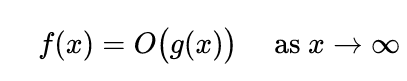 f(x) = O(g(x)) as x → ∞